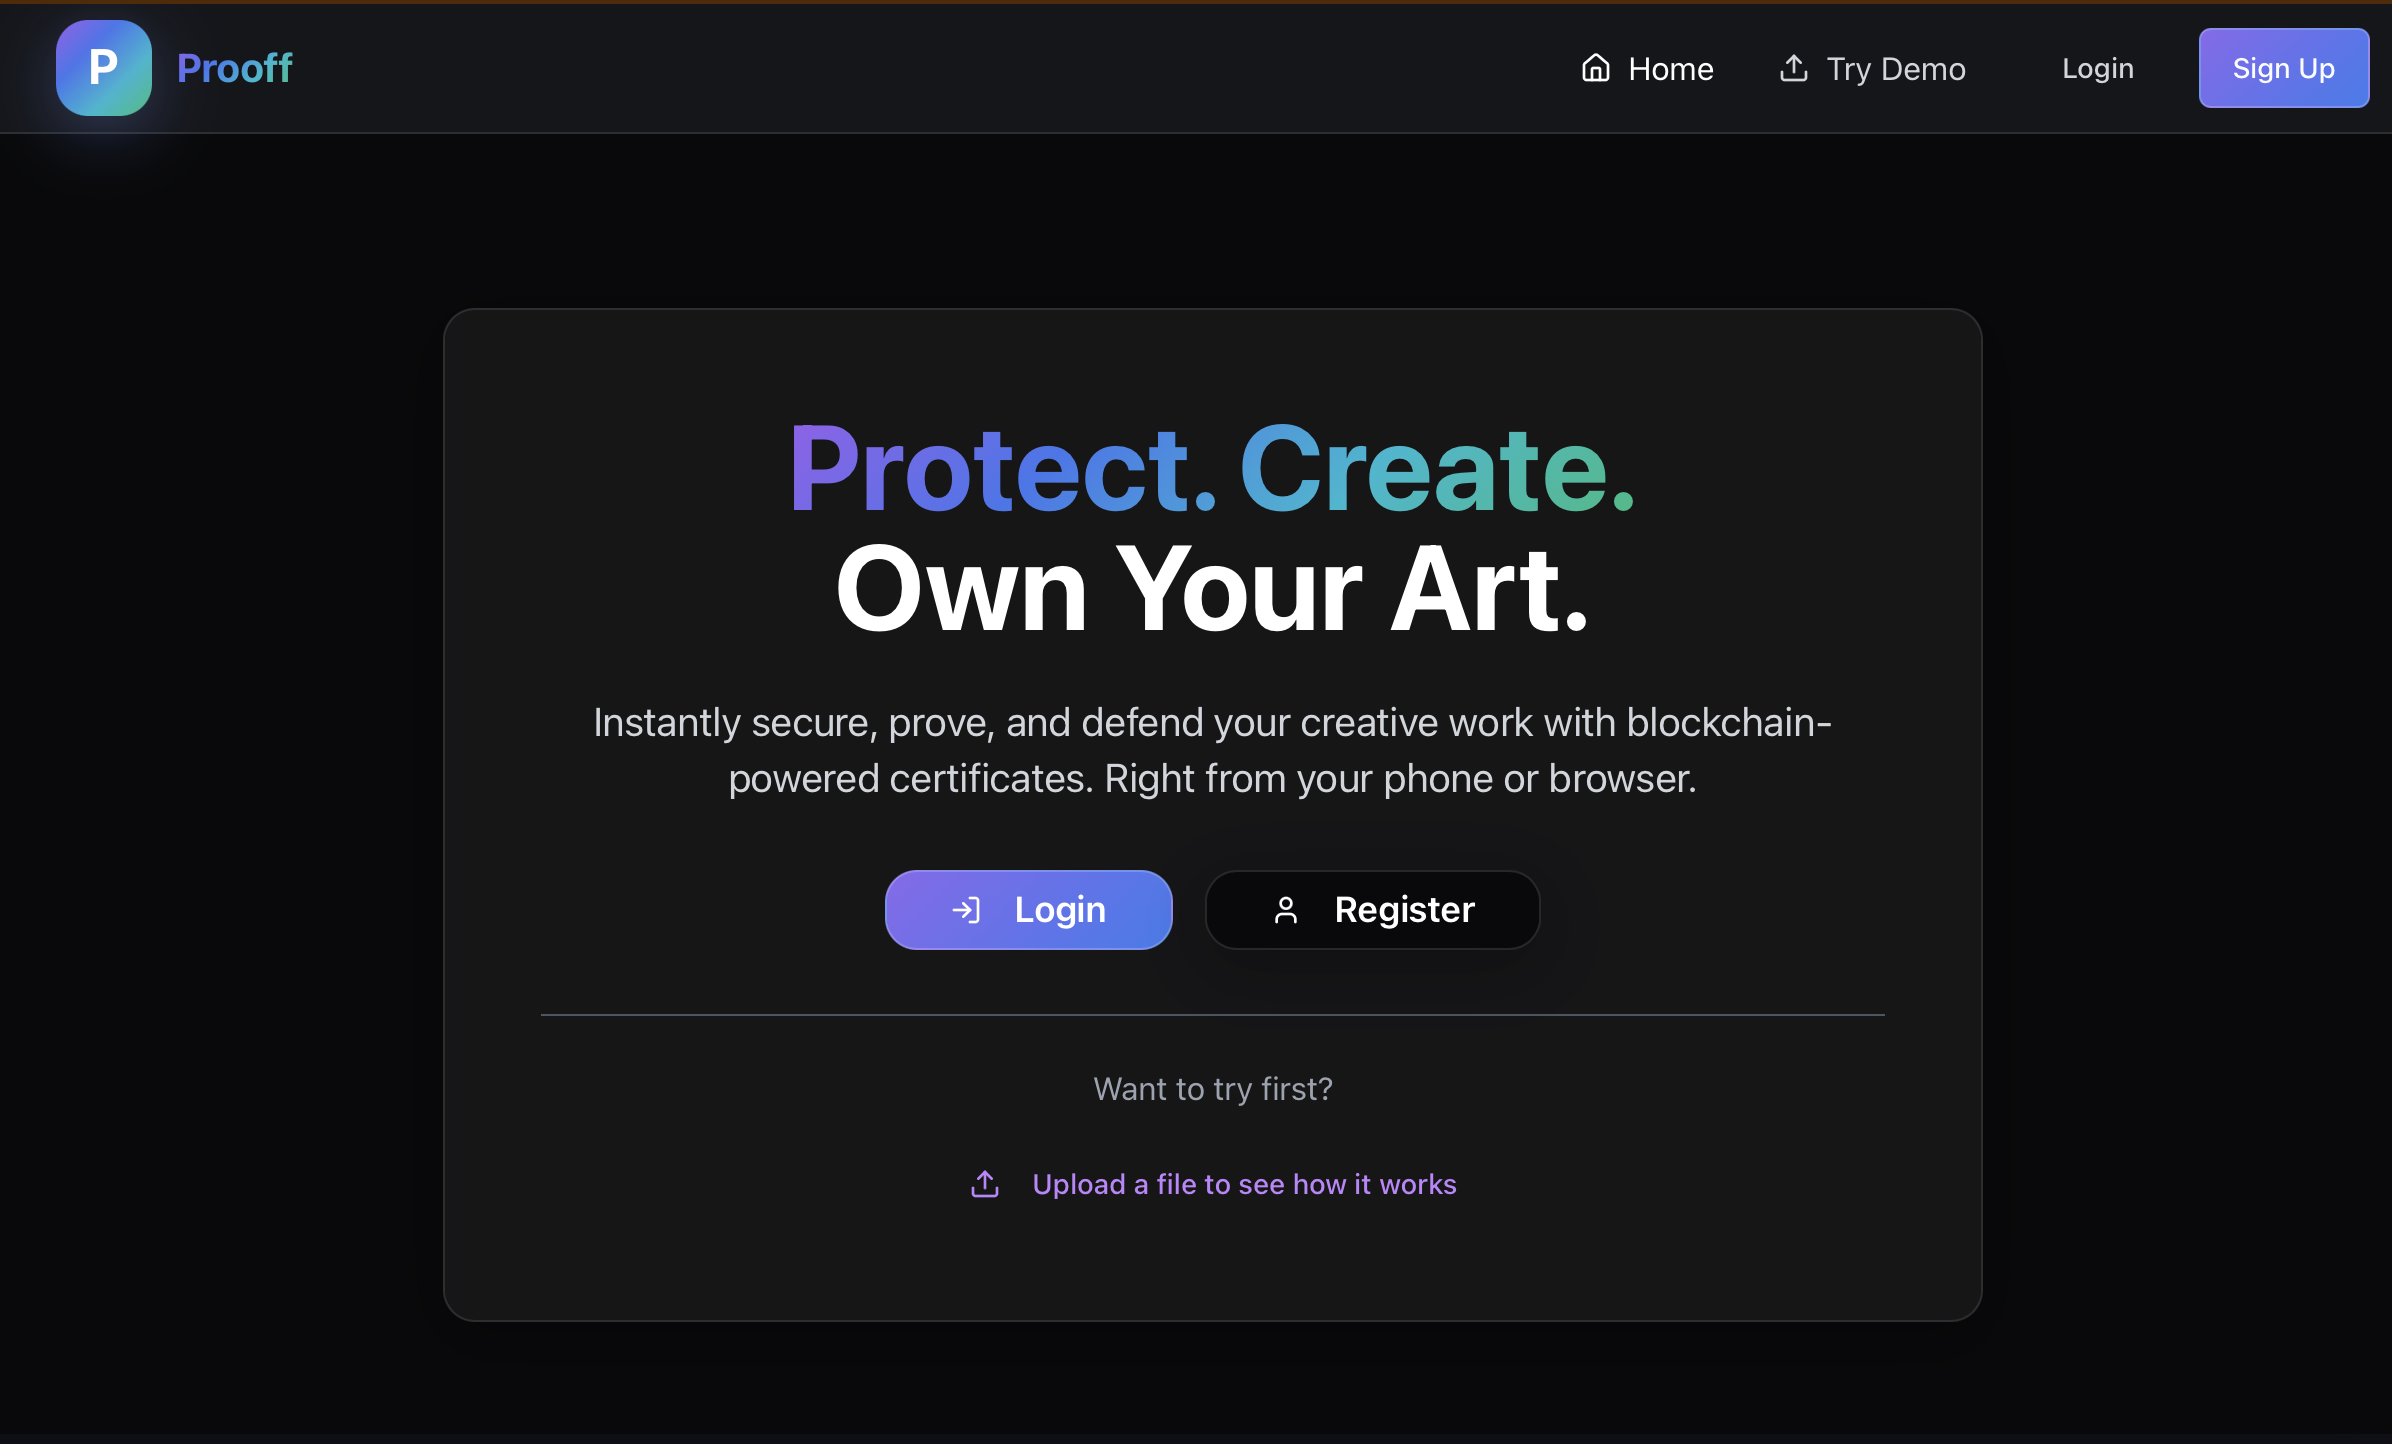 P
Prooff
Home
Try Demo
Login
Sign Up
Protect. Create.
Own Your Art.
Instantly secure, prove, and defend your creative work with blockchain-
powered certificates. Right from your phone or browser.
Login
Register
Want to try first?
Upload a file to see how it works